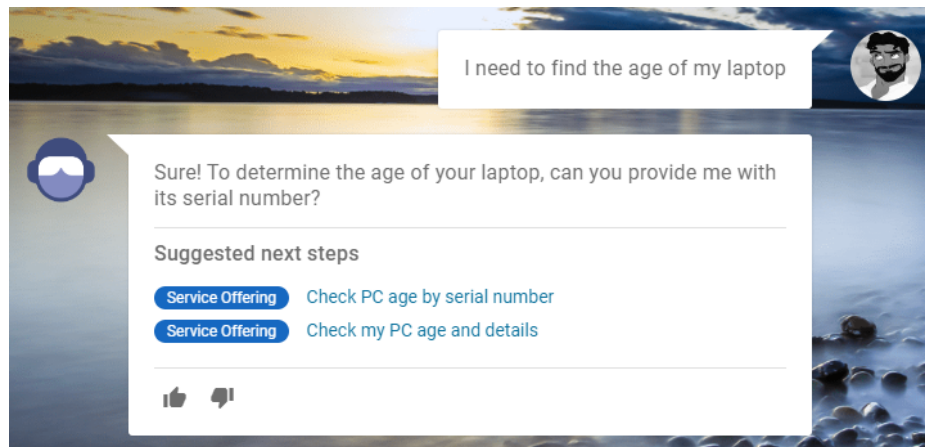 I need to find the age of my laptop
Sure! To determine the age of your laptop, can you provide me with
its serial number?
Suggested next steps
Service Offering Check PC age by serial number
Service Offering Check my PC age and details